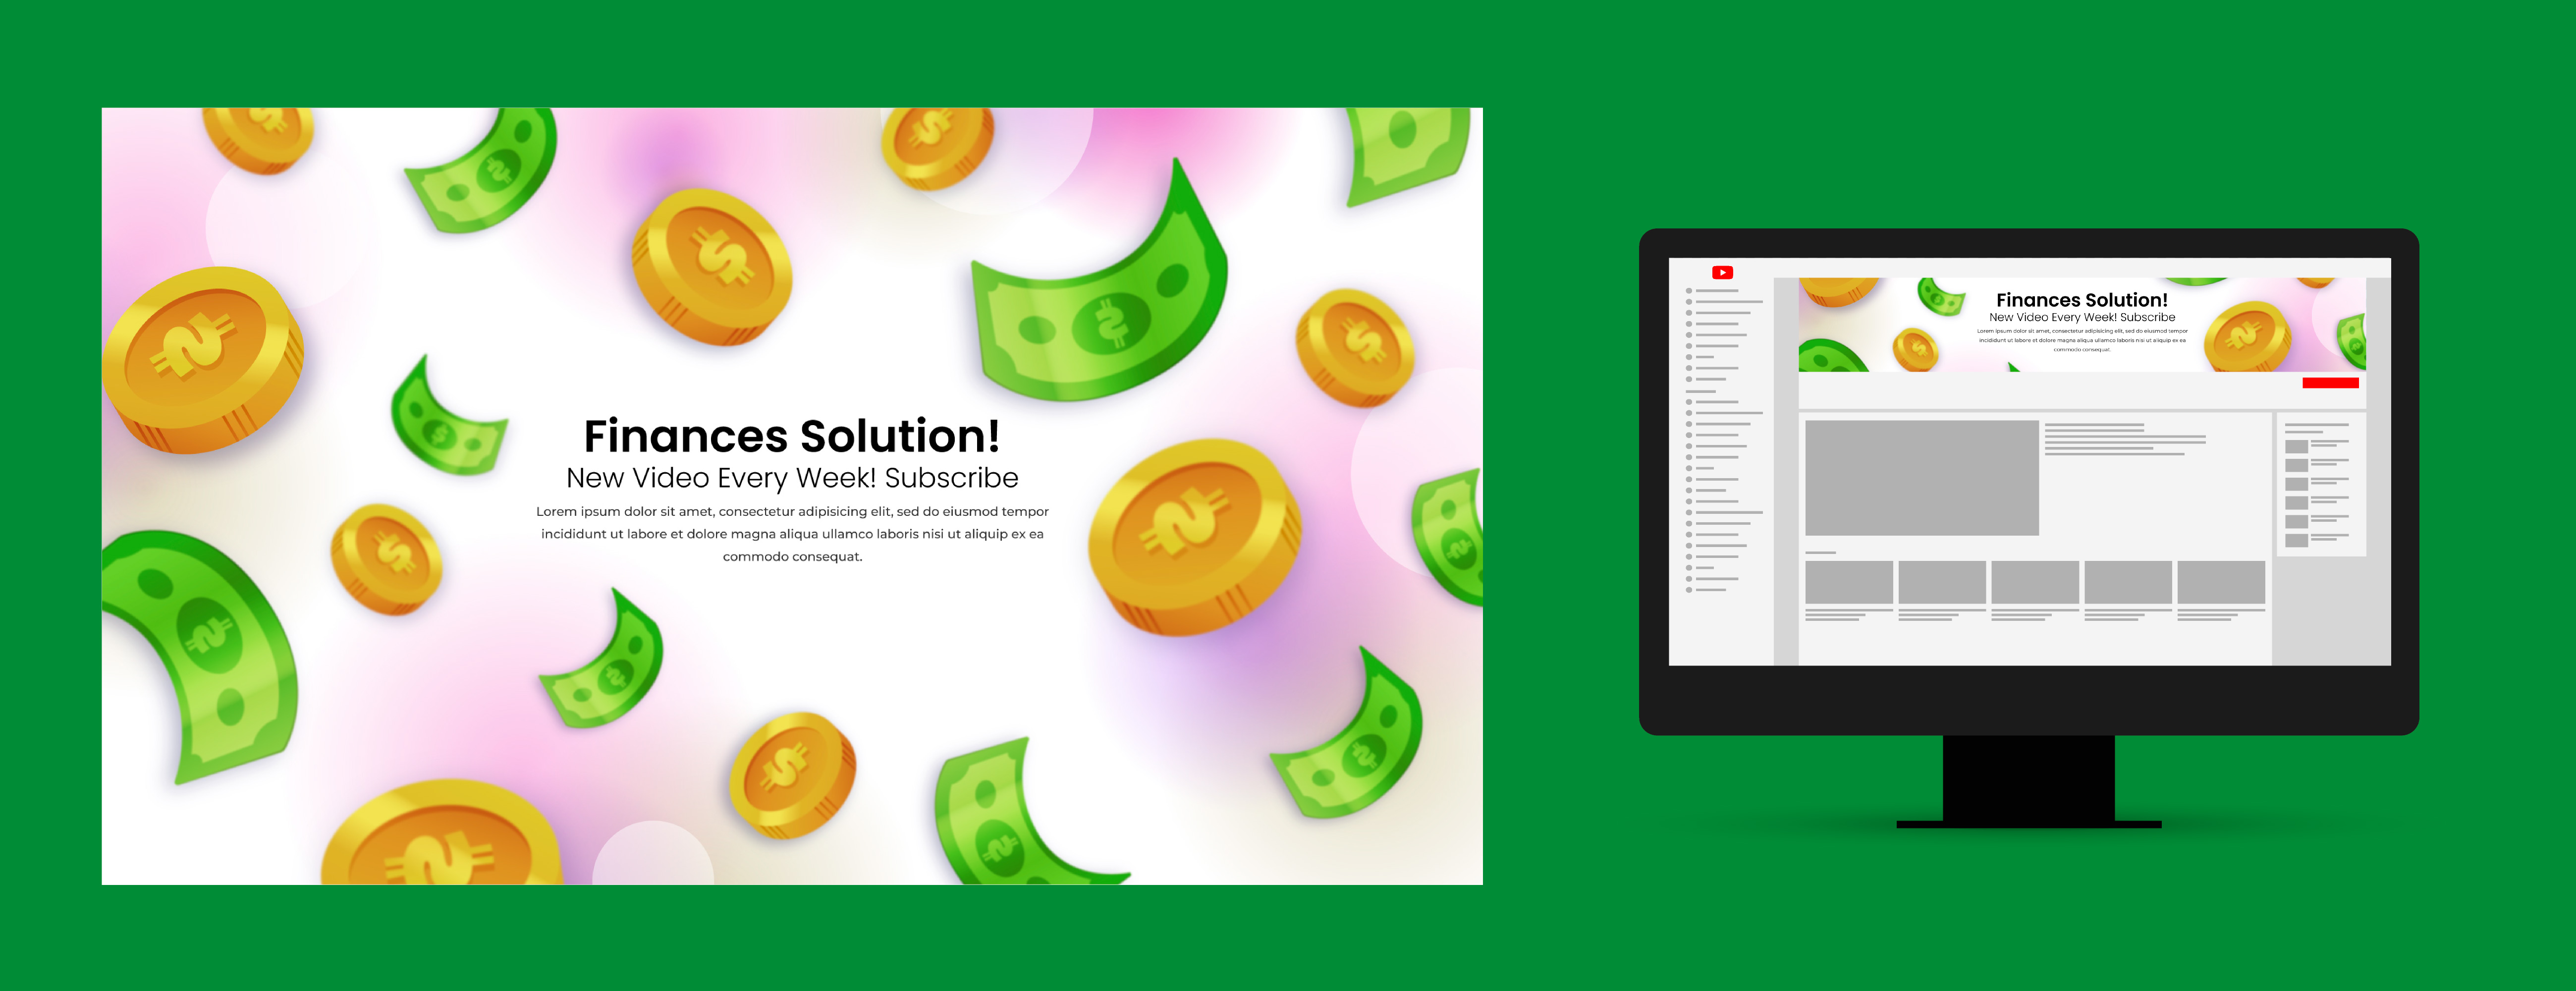 Finances Solution!
New Video Every Week! Subscribe
Lorem ipsum dolor sit amet, consectetur adipisicing elit, sed do eiusmod tempor
incididunt ut labore et dolore magna aliqua ullamco laboris nisi ut aliquip ex ea
commodo consequat.
Finances Solution!
New Video Every Week! Subscribe
Lorem ipsum dolor sit amet, consectetur adipisicing elit, sed do eiusmod tempor
incididunt ut labore et dolore magna aliqua ullamco laboris nisi ut aliquip ex ea
commodo consequat.